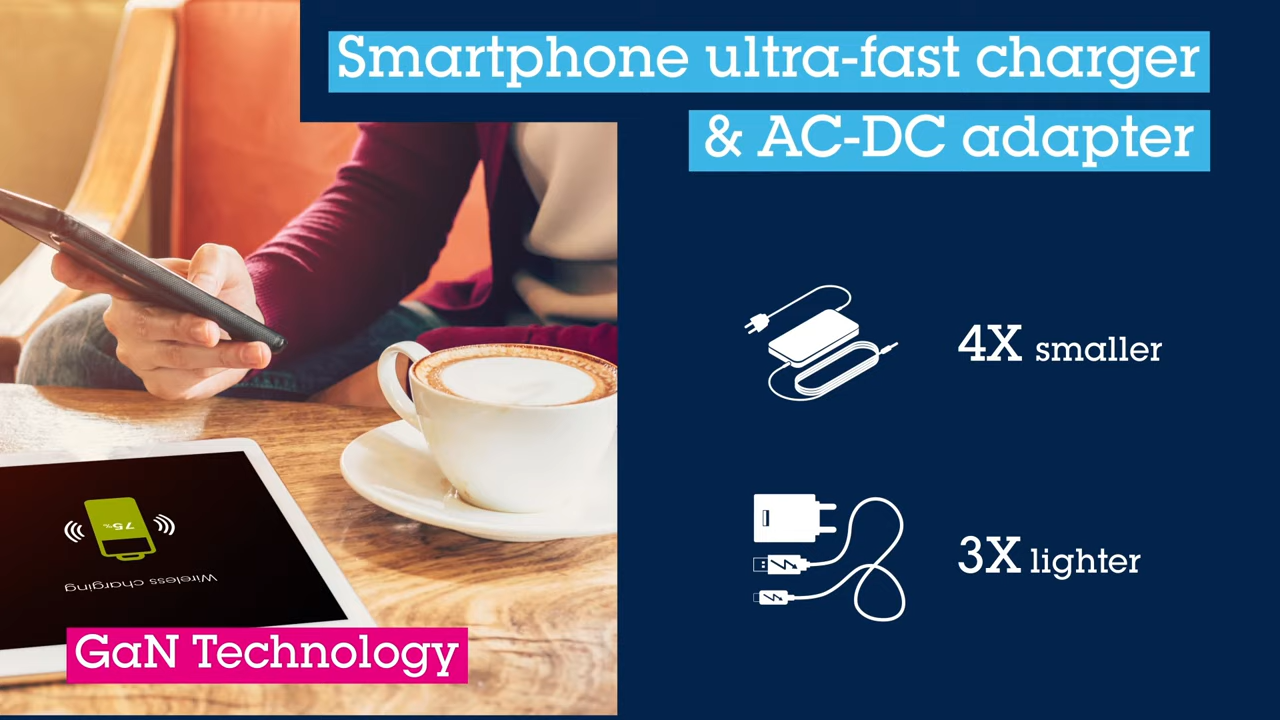 Smartphone ultra-fast charger
& AC-DC adapter
4X smaller
3X lighter
75%
Wireless charging
GaN Technology